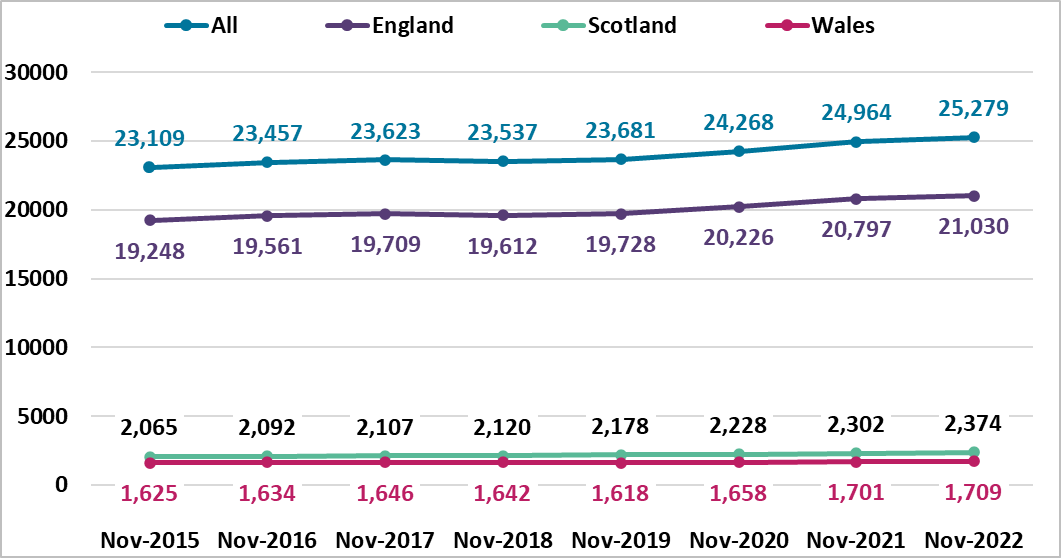 All England Scotland Wales
30000
25000
20000
15000
10000
5000
0
23,109 23,457 23,623 23,537 23,681 24,268 24,964 25,279
19,248 19,561 19,709 19,612 19,728 20,226 20,797 21,030
2,065 2,092 2,107 2,120 2,178 2,228 2,302 2,374
1,625 1,634 1,646 1,642 1,618 1,658 1,701 1,709
Nov-2015 Nov-2016 Nov-2017 Nov-2018 Nov-2019 Nov-2020 Nov-2021 Nov-2022